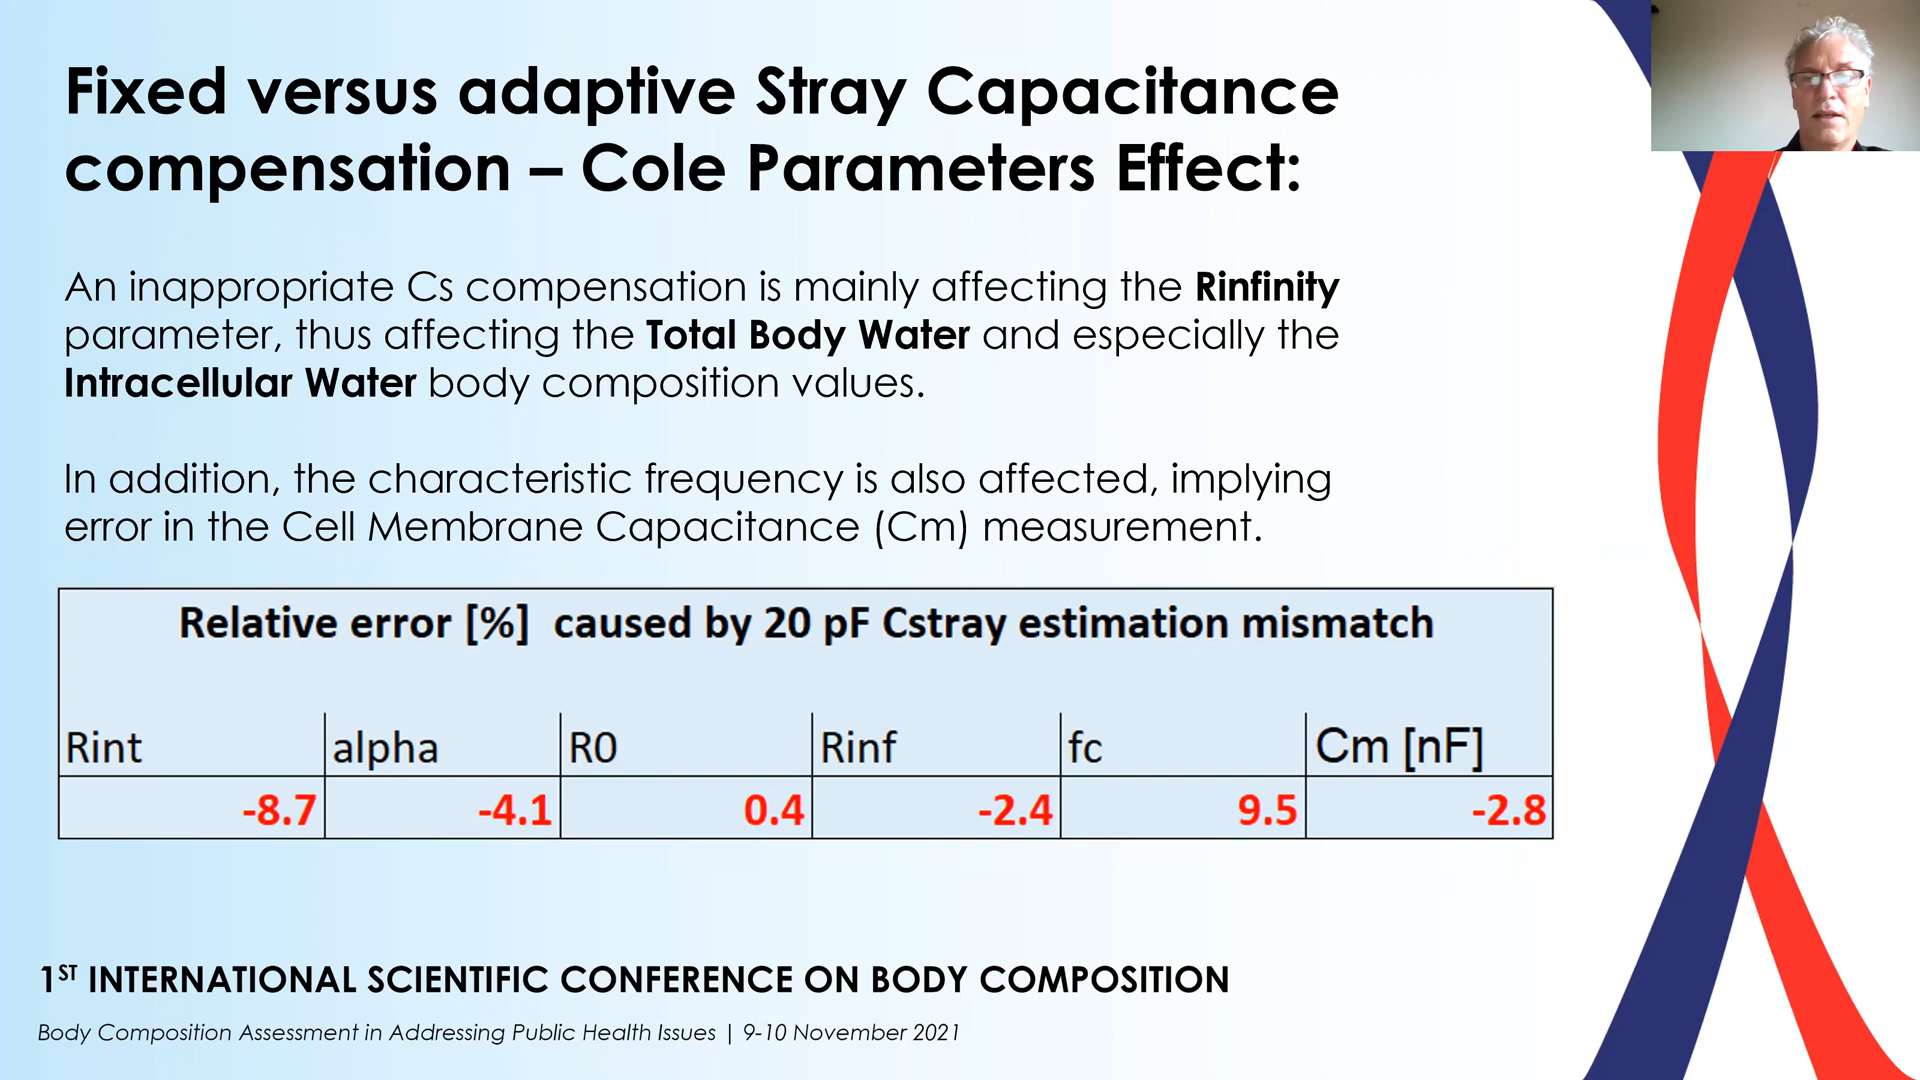 Fixed versus adaptive Stray Capacitance
compensation – Cole Parameters Effect:
An inappropriate Cs compensation is mainly affecting the Rinfinity
parameter, thus affecting the Total Body Water and especially the
Intracellular Water body composition values.
In addition, the characteristic frequency is also affected, implying
error in the Cell Membrane Capacitance (Cm) measurement.
Relative error [%]  caused by 20 pF Cstray estimation mismatch
Rint alpha R0 Rinf fc Cm [nF]
-8.7 -4.1 0.4 -2.4 9.5 -2.8
1ST INTERNATIONAL SCIENTIFIC CONFERENCE ON BODY COMPOSITION
Body Composition Assessment in Addressing Public Health Issues | 9-10 November 2021